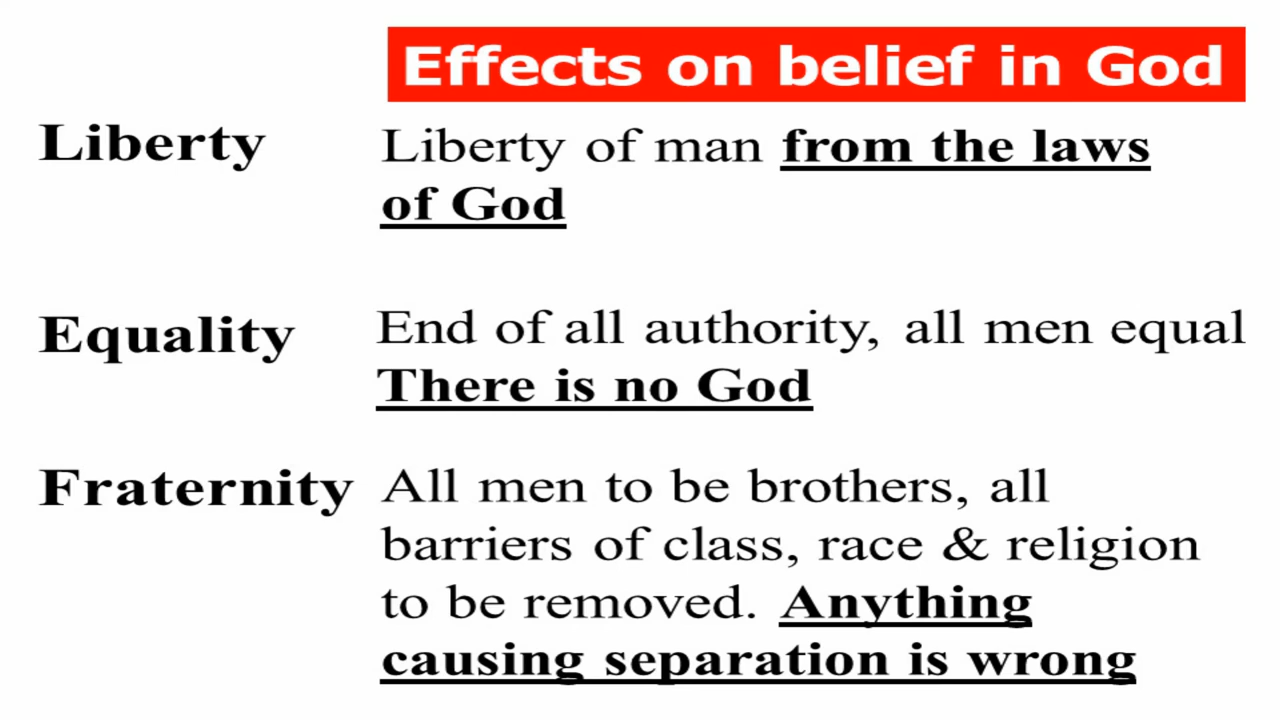 Effects on belief in God
Liberty
Liberty of man from the laws
of God
Equality
End of all authority, all men equal
There is no God
Fraternity
All men to be brothers, all
barriers of class, race & religion
to be removed. Anything
causing separation is wrong